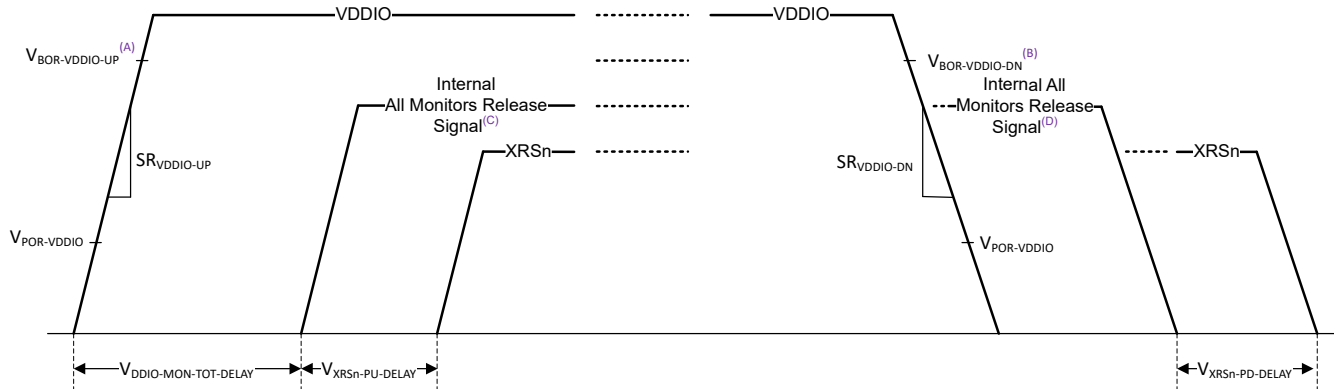 VDDIO
VDDIO
VBOR-VDDIO-UP(A)
VBOR-VDDIO-DN(B)
Internal
All Monitors Release
Signal(C)
Internal All
Monitors Release
Signal(D)
XRSn
XRSn
SRVDDIO-UP
SRVDDIO-DN
VPOR-VDDIO
VPOR-VDDIO
VDDIO-MON-TOT-DELAY
VXRSn-PU-DELAY
VXRSn-PD-DELAY